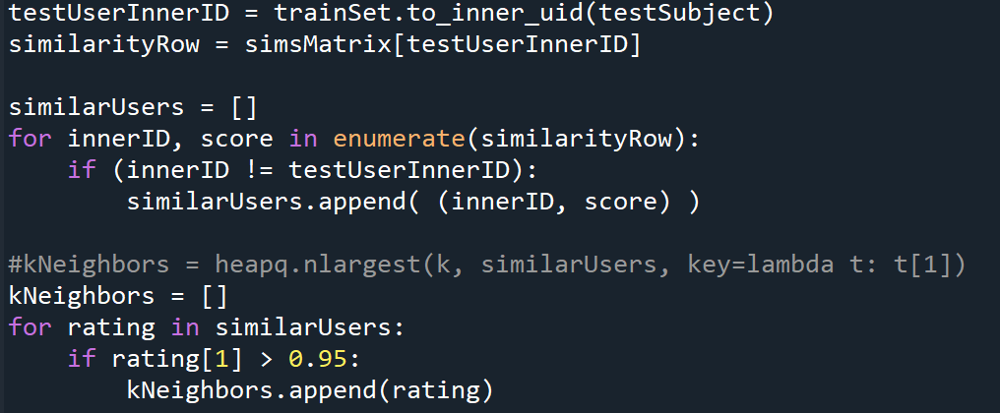 testUserInnerID = trainSet.to_inner_uid(testSubject)
similarityRow = simsMatrix[testUserInnerID]

similarUsers = []
for innerID, score in enumerate(similarityRow):
    if (innerID != testUserInnerID):
        similarUsers.append( (innerID, score) )

#kNeighbors = heapq.nlargest(k, similarUsers, key=lambda t: t[1])
kNeighbors = []
for rating in similarUsers:
    if rating[1] > 0.95:
        kNeighbors.append(rating)